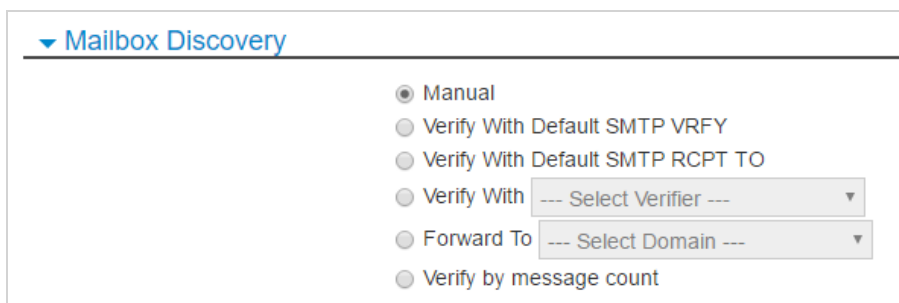 Mailbox Discovery
Manual
Verify With Default SMTP VRFY
Verify With Default SMTP RCPT TO
Verify With --- Select Verifier ---
Forward To --- Select Domain ---
Verify by message count